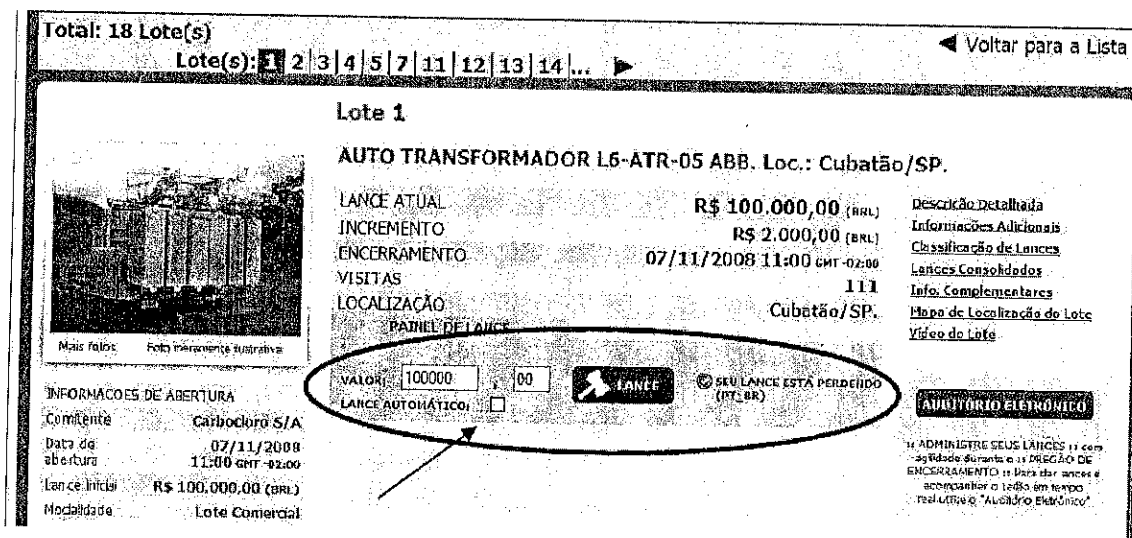 Total: 18 Lote(s)
Lote(s): 1 2 3 4 5 7 11 12 13 14 ...
Voltar para a Lista
Lote 1
AUTO TRANSFORMADOR L6-ATR-05 ABB. Loc.: Cubatão/SP.
LANCE ATUAL R$ 100.000,00 (BRL)
INCREMENTO R$ 2.000,00 (BRL)
ENCERRAMENTO 07/11/2008 11:00 GMT -02:00
VISITAS 111
LOCALIZAÇÃO Cubatão/SP.
PAINEL DE LANCE
VALOR: 100000 , 00 LANCE SEU LANCE ESTÁ PERDENDO
(PT_BR)
LANCE AUTOMÁTICO:
Descrição Detalhada
Informações Adicionais
Classificação de Lances
Lances Consolidados
Info. Complementares
Mapa de Localização do Lote
Vídeo do Lote
Mais fotos Foto meramente ilustrativa
INFORMAÇÕES DE ABERTURA
Comitente Carbocloro S/A
Data de 07/11/2008
abertura 11:00 GMT -02:00
Lance Inicial R$ 100.000,00 (BRL)
Modalidade Lote Comercial
AUDITÓRIO ELETRÔNICO
:: ADMINISTRE SEUS LANCES :: com
agilidade durante o :: PREGÃO DE
ENCERRAMENTO :: Para dar lances e
acompanhar o leilão em tempo
real utilize o "Auditório Eletrônico"